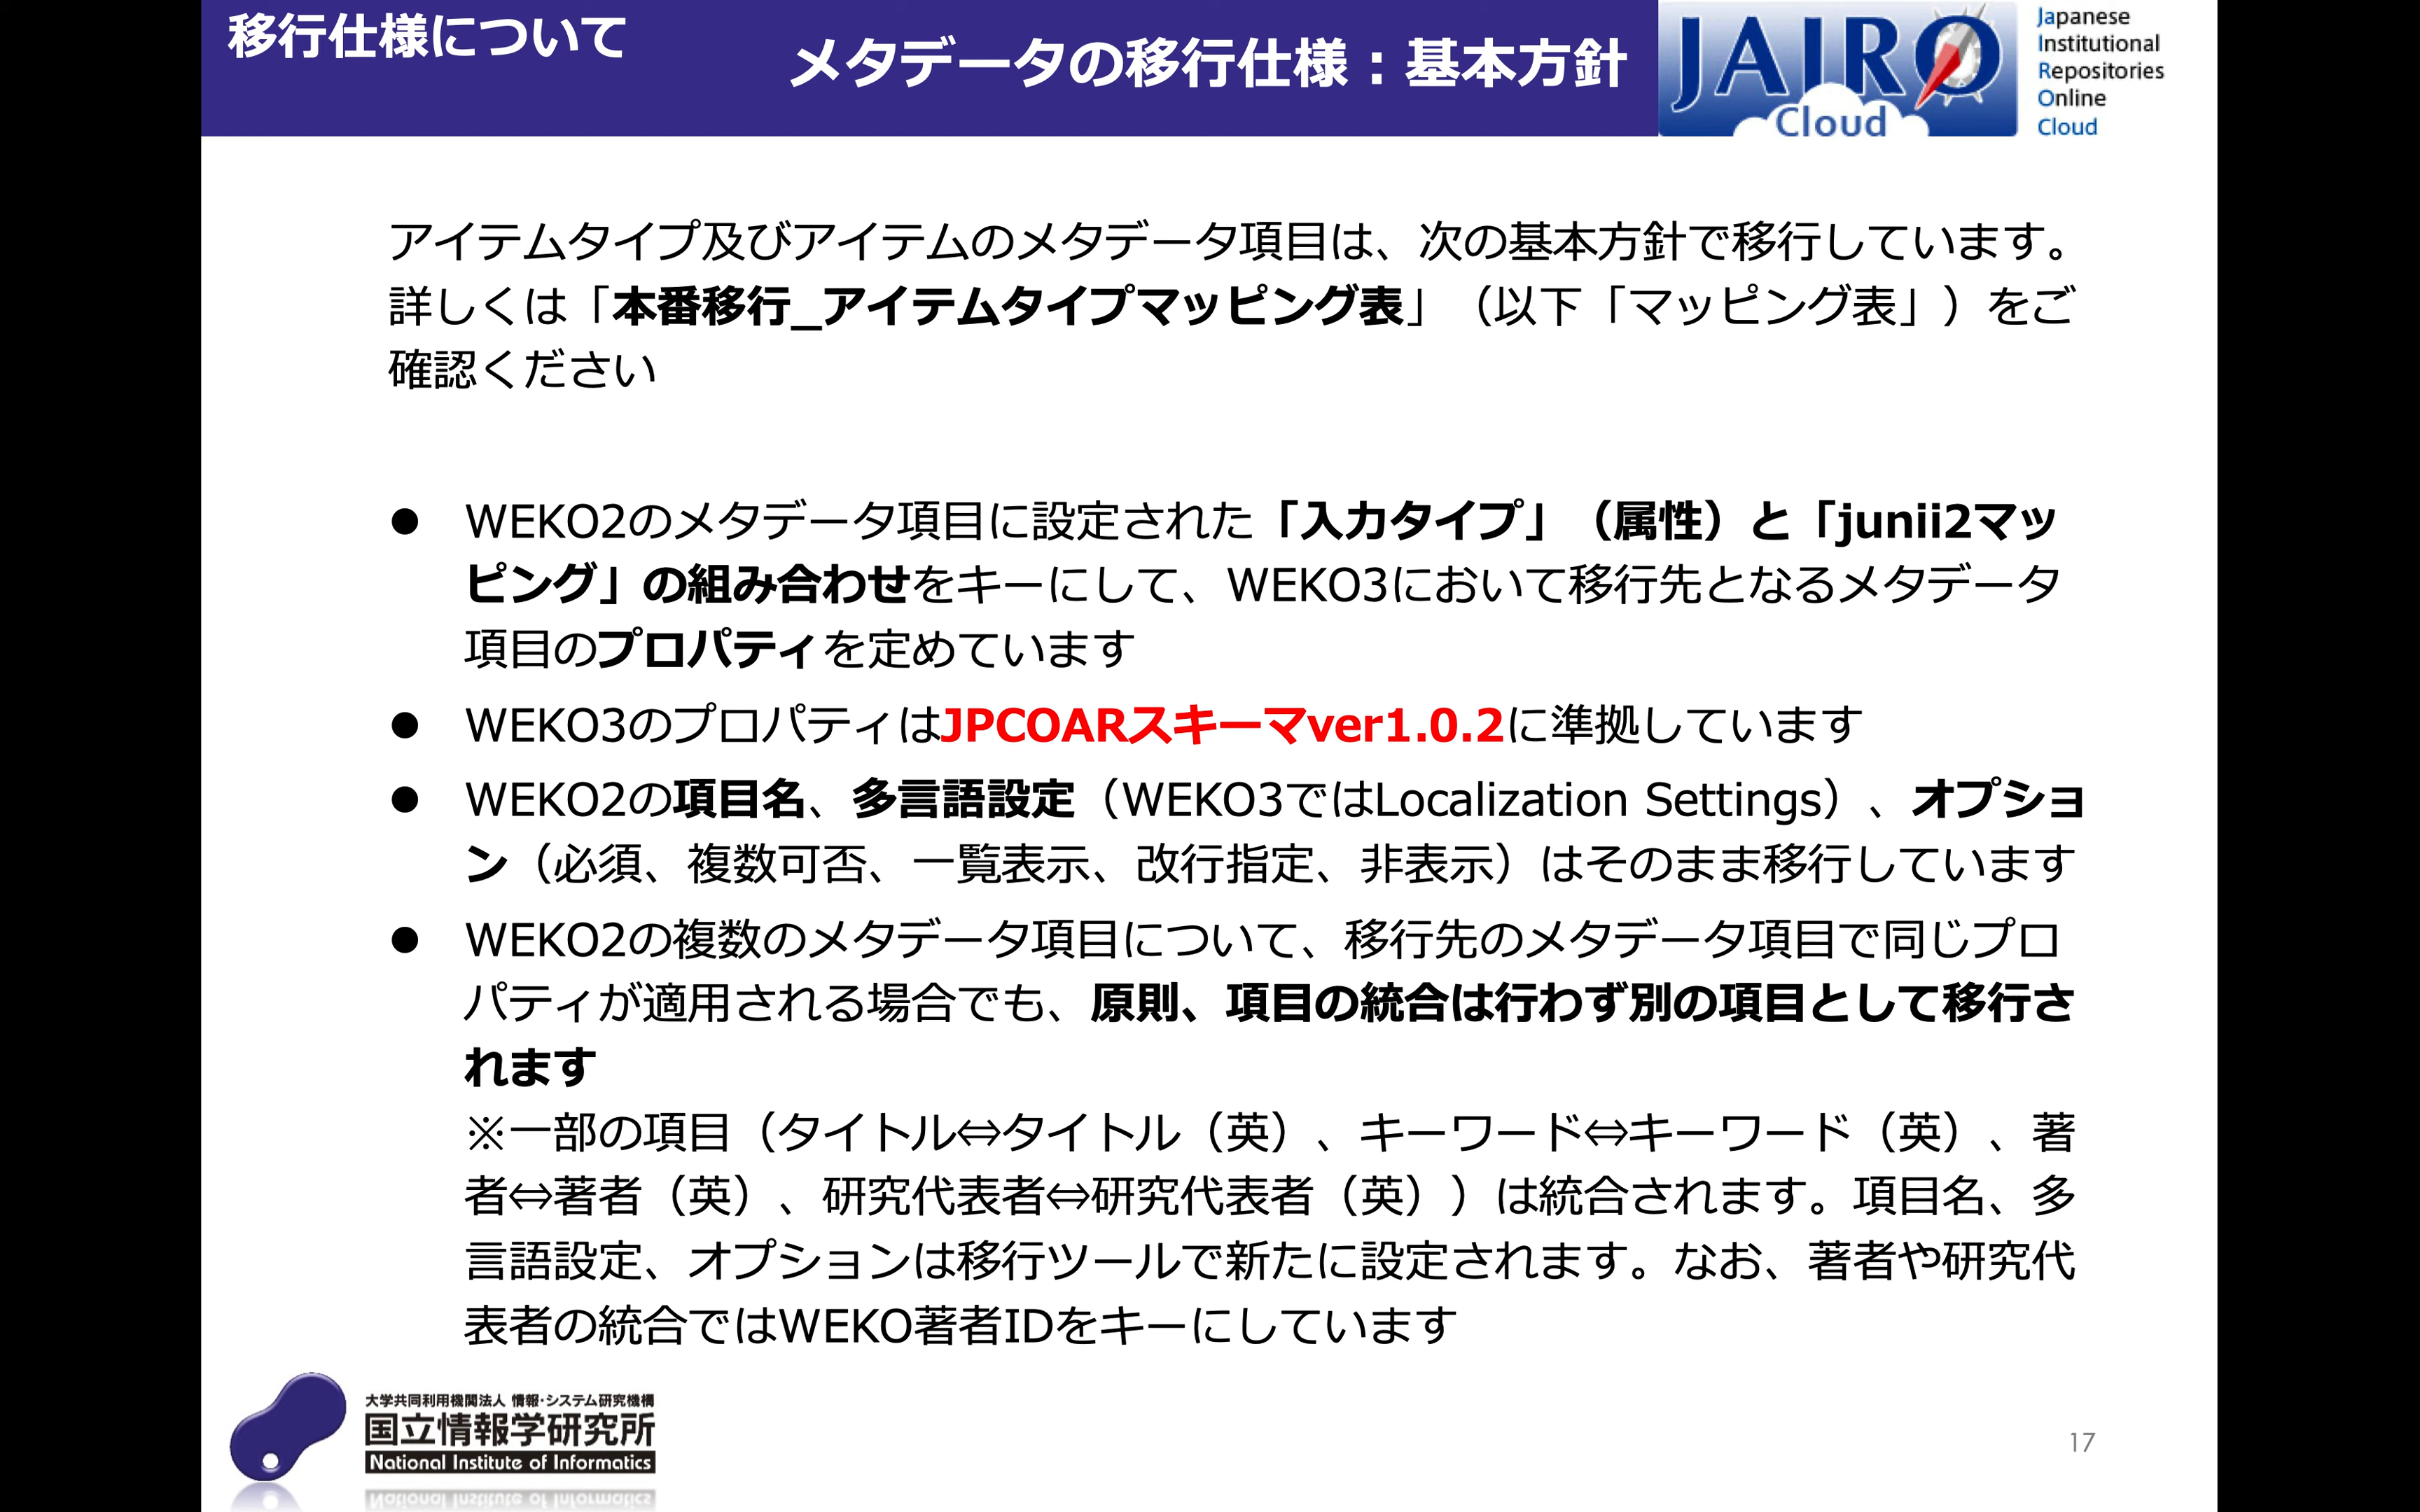 移行仕様について
メタデータの移行仕様：基本方針
JAIRO
Cloud
Japanese
Institutional
Repositories
Online
Cloud
アイテムタイプ及びアイテムのメタデータ項目は、次の基本方針で移行しています。
詳しくは「本番移行_アイテムタイプマッピング表」（以下「マッピング表」）をご
確認ください
● WEKO2のメタデータ項目に設定された「入力タイプ」（属性）と「junii2マッ
ピング」の組み合わせをキーにして、WEKO3において移行先となるメタデータ
項目のプロパティを定めています
● WEKO3のプロパティはJPCOARスキーマver1.0.2に準拠しています
● WEKO2の項目名、多言語設定（WEKO3ではLocalization Settings）、オプショ
ン（必須、複数可否、一覧表示、改行指定、非表示）はそのまま移行しています
● WEKO2の複数のメタデータ項目について、移行先のメタデータ項目で同じプロ
パティが適用される場合でも、原則、項目の統合は行わず別の項目として移行さ
れます
※一部の項目（タイトル⇔タイトル（英）、キーワード⇔キーワード（英）、著
者⇔著者（英）、研究代表者⇔研究代表者（英））は統合されます。項目名、多
言語設定、オプションは移行ツールで新たに設定されます。なお、著者や研究代
表者の統合ではWEKO著者IDをキーにしています
大学共同利用機関法人 情報・システム研究機構
国立情報学研究所
National Institute of Informatics
17